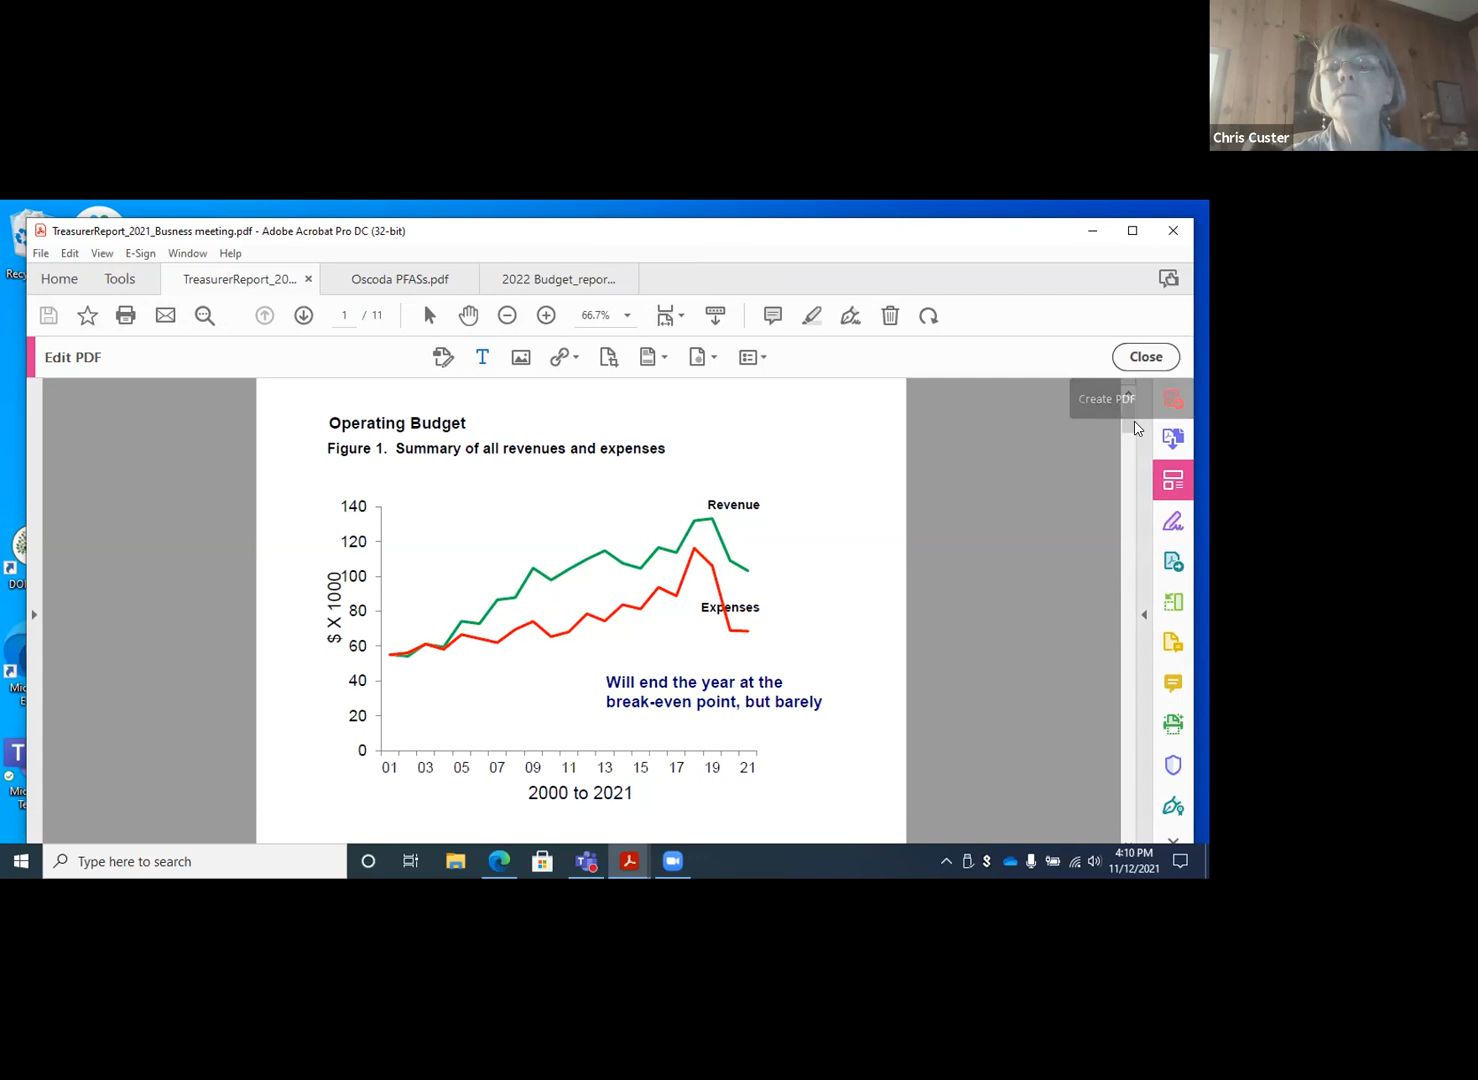 Chris Custer
TreasurerReport_2021_Busness meeting.pdf - Adobe Acrobat Pro DC (32-bit)
File Edit View E-Sign Window Help
Home Tools TreasurerReport_20... × Oscoda PFASs.pdf 2022 Budget_repor...
1 / 11 66.7%
Edit PDF Close
Create PDF
Operating Budget
Figure 1. Summary of all revenues and expenses
$ X 1000
140
120
100
80
60
40
20
0
Revenue
Expenses
Will end the year at the
break-even point, but barely
01 03 05 07 09 11 13 15 17 19 21
2000 to 2021
Type here to search
4:10 PM
11/12/2021